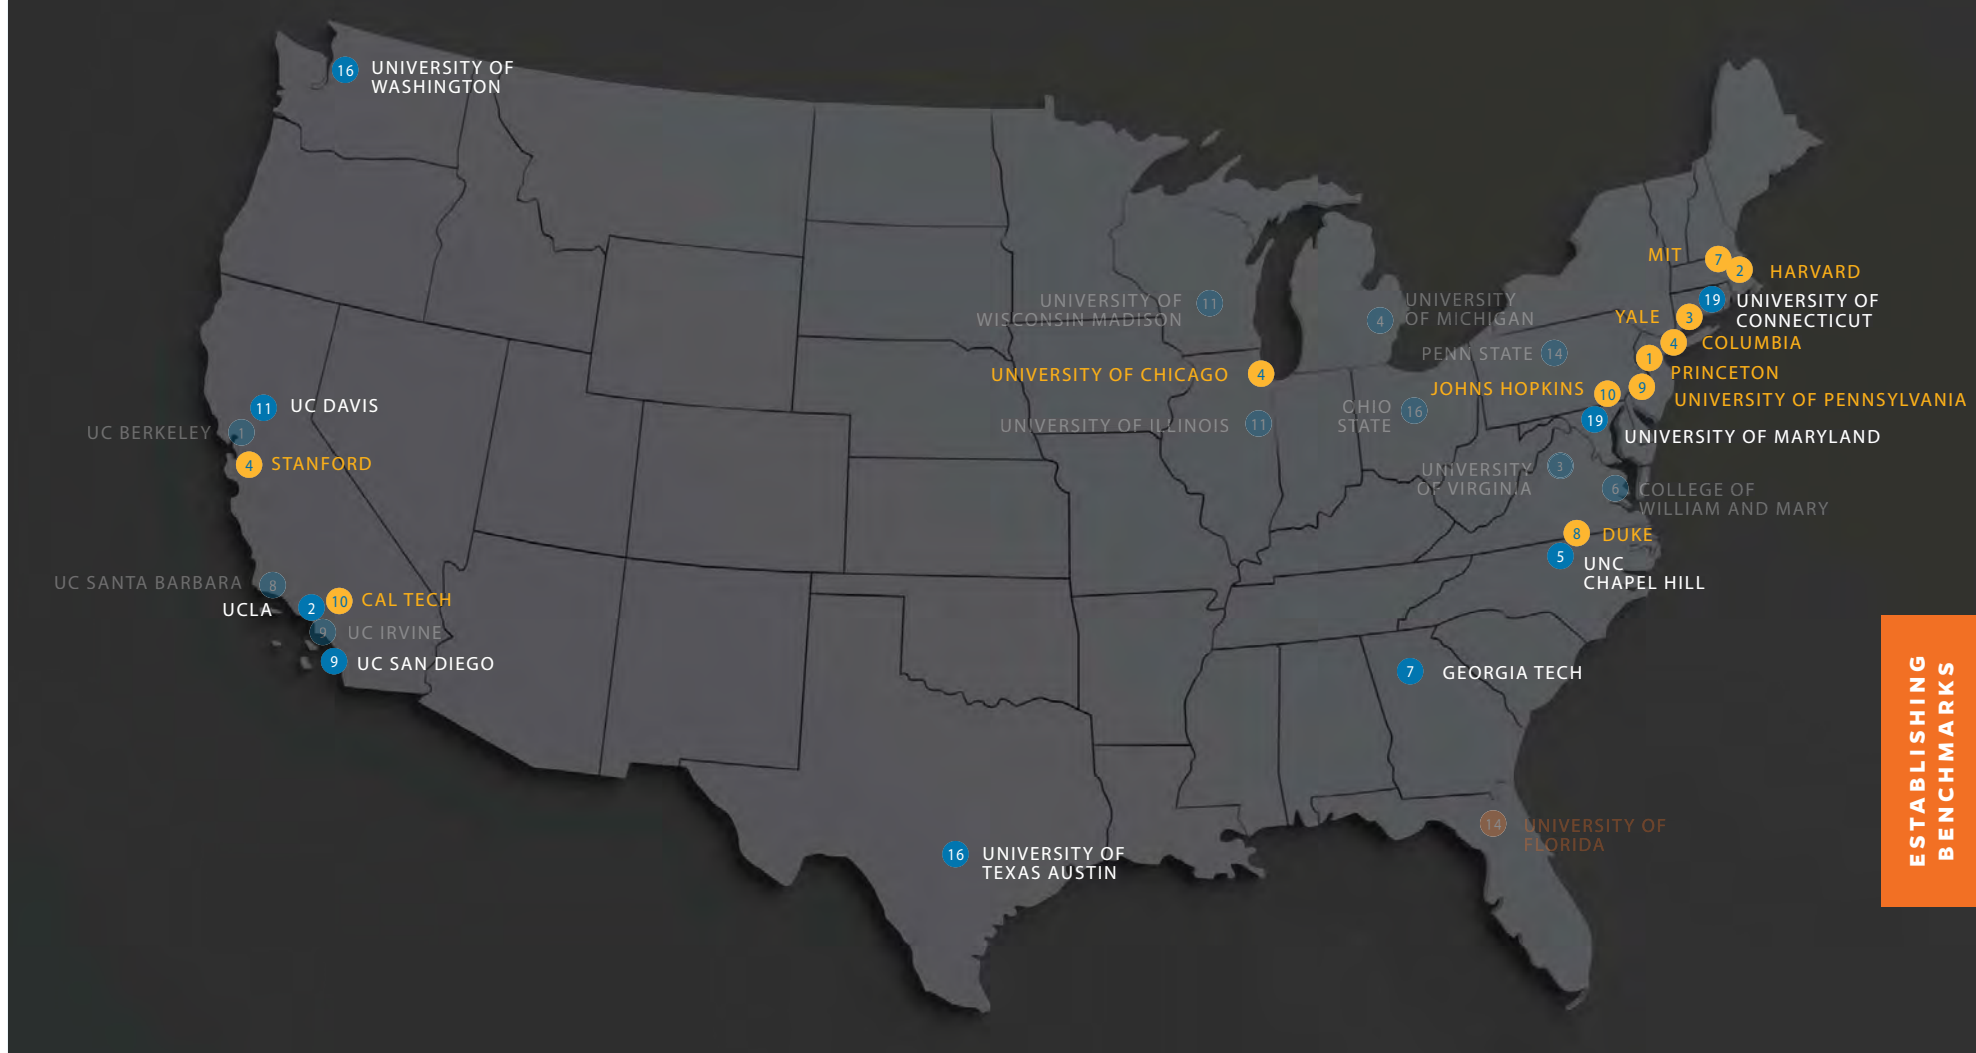 16 UNIVERSITY OF
WASHINGTON
MIT 7
2 HARVARD
19 UNIVERSITY OF
CONNECTICUT
UNIVERSITY OF 11
WISCONSIN MADISON
4 UNIVERSITY
OF MICHIGAN
YALE 3
4 COLUMBIA
PENN STATE 14
1 PRINCETON
UNIVERSITY OF CHICAGO 4
JOHNS HOPKINS 10
9 UNIVERSITY OF PENNSYLVANIA
11 UC DAVIS
OHIO 16
STATE
UC BERKELEY 1
UNIVERSITY OF ILLINOIS 11
19 UNIVERSITY OF MARYLAND
4 STANFORD
UNIVERSITY 3
OF VIRGINIA
6 COLLEGE OF
WILLIAM AND MARY
8 DUKE
5 UNC
CHAPEL HILL
UC SANTA BARBARA 8
UCLA 2
10 CAL TECH
9 UC IRVINE
9 UC SAN DIEGO
7 GEORGIA TECH
14 UNIVERSITY OF
FLORIDA
16 UNIVERSITY OF
TEXAS AUSTIN
ESTABLISHING
BENCHMARKS